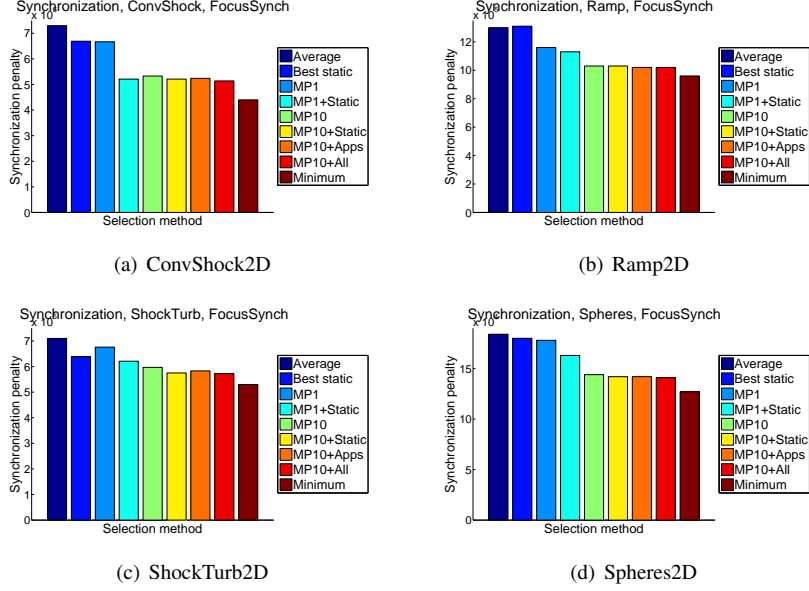 Synchronization, ConvShock, FocusSynch
x 10
7
6
5
4
3
2
1
0
Synchronization penalty
Selection method
Average
Best static
MP1
MP1+Static
MP10
MP10+Static
MP10+Apps
MP10+All
Minimum
(a) ConvShock2D
Synchronization, Ramp, FocusSynch
x 10
12
10
8
6
4
2
0
Synchronization penalty
Selection method
Average
Best static
MP1
MP1+Static
MP10
MP10+Static
MP10+Apps
MP10+All
Minimum
(b) Ramp2D
Synchronization, ShockTurb, FocusSynch
x 10
7
6
5
4
3
2
1
0
Synchronization penalty
Selection method
Average
Best static
MP1
MP1+Static
MP10
MP10+Static
MP10+Apps
MP10+All
Minimum
(c) ShockTurb2D
Synchronization, Spheres, FocusSynch
x 10
15
10
5
0
Synchronization penalty
Selection method
Average
Best static
MP1
MP1+Static
MP10
MP10+Static
MP10+Apps
MP10+All
Minimum
(d) Spheres2D